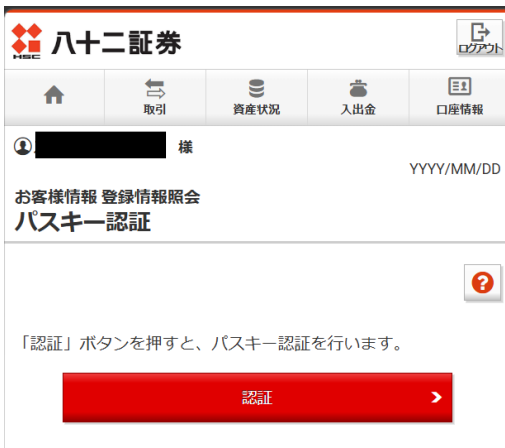 HSC 八十二証券
ログアウト
取引 資産状況 入出金 口座情報
様
YYYY/MM/DD
お客様情報 登録情報照会
パスキー認証
?
「認証」ボタンを押すと、パスキー認証を行います。
認証